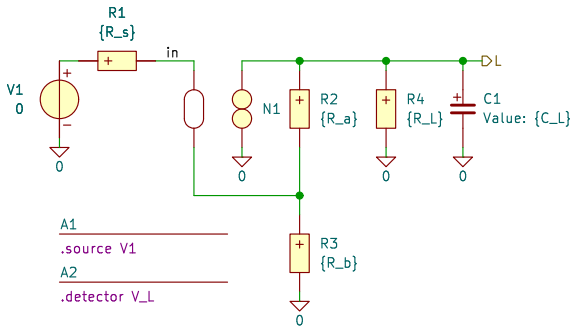 R1
{R_s}
in
L
V1
0
N1
R2
{R_a}
R4
{R_L}
C1
Value: {C_L}
0
0
0
0
A1
.source V1
R3
{R_b}
A2
.detector V_L
0